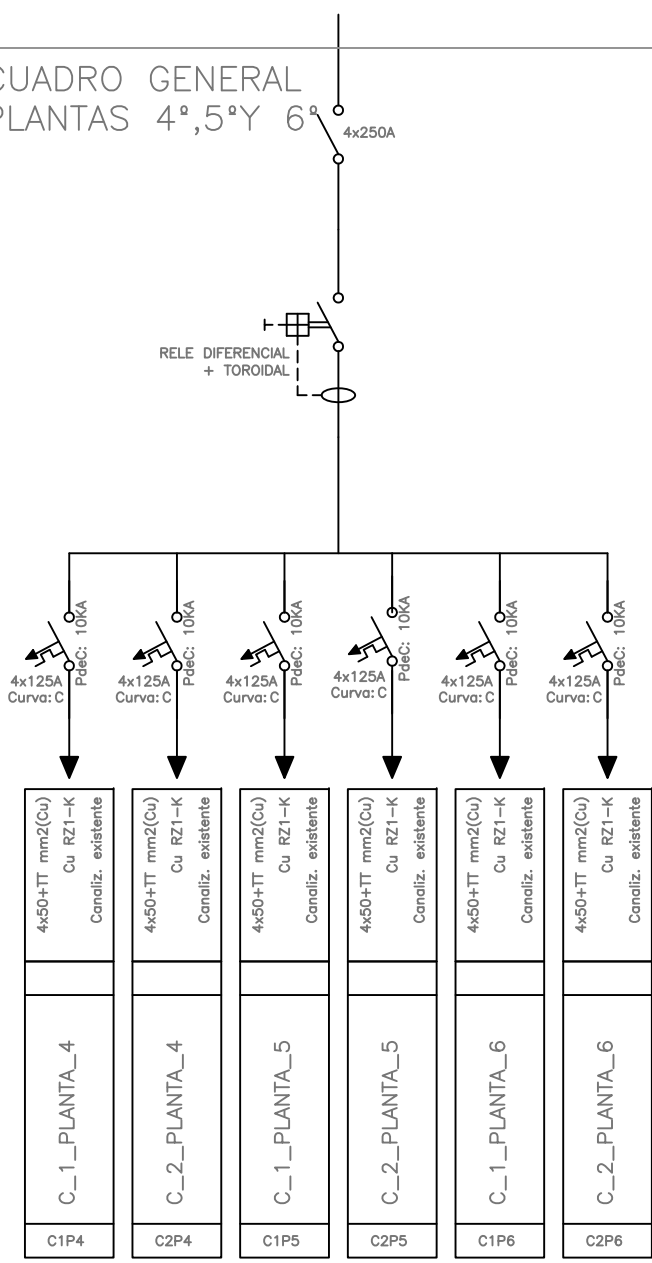 CUADRO GENERAL
PLANTAS 4ª,5ªY 6ª
4x250A
RELE DIFERENCIAL
+ TOROIDAL
4x125A
Curva: C
PdeC: 10KA
4x125A
Curva: C
PdeC: 10KA
4x125A
Curva: C
PdeC: 10KA
4x125A
Curva: C
PdeC: 10KA
4x125A
Curva: C
PdeC: 10KA
4x125A
Curva: C
PdeC: 10KA
4x50+TT mm2(Cu)
Cu RZ1-K
Canaliz. existente
4x50+TT mm2(Cu)
Cu RZ1-K
Canaliz. existente
4x50+TT mm2(Cu)
Cu RZ1-K
Canaliz. existente
4x50+TT mm2(Cu)
Cu RZ1-K
Canaliz. existente
4x50+TT mm2(Cu)
Cu RZ1-K
Canaliz. existente
4x50+TT mm2(Cu)
Cu RZ1-K
Canaliz. existente
C_1_PLANTA_4
C_2_PLANTA_4
C_1_PLANTA_5
C_2_PLANTA_5
C_1_PLANTA_6
C_2_PLANTA_6
C1P4
C2P4
C1P5
C2P5
C1P6
C2P6